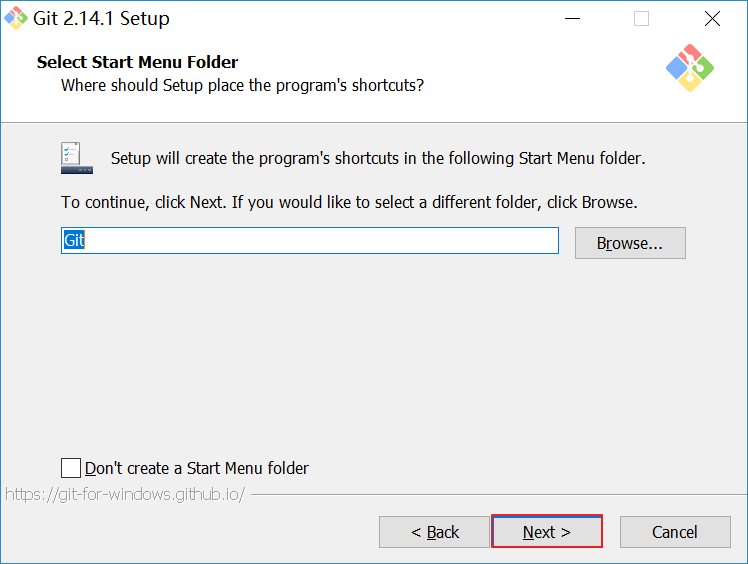 Git 2.14.1 Setup
Select Start Menu Folder
Where should Setup place the program's shortcuts?
Setup will create the program's shortcuts in the following Start Menu folder.
To continue, click Next. If you would like to select a different folder, click Browse.
Git
Browse...
Don't create a Start Menu folder
https://git-for-windows.github.io/
< Back
Next >
Cancel